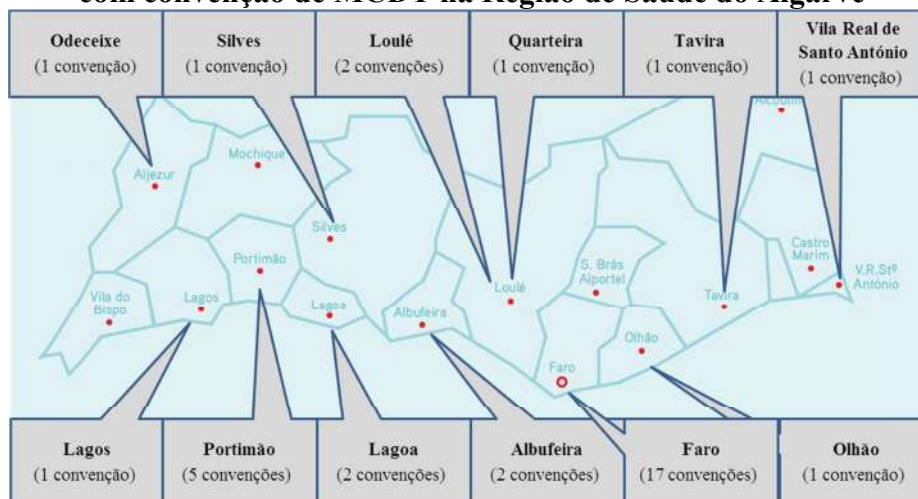 com convenção de MCDT na Região de Saúde do Algarve
Odeceixe
(1 convenção)
Silves
(1 convenção)
Loulé
(2 convenções)
Quarteira
(1 convenção)
Tavira
(1 convenção)
Vila Real de
Santo António
(1 convenção)
Alcoutim
Mochique
Aljezur
Silves
Portimão
Castro
Marim
S. Brás
Alportel
V.R.Stº
António
Loulé
Vila do
Bispo
Lagos
Lagoa
Albufeira
Tavira
Olhão
Faro
Lagos
(1 convenção)
Portimão
(5 convenções)
Lagoa
(2 convenções)
Albufeira
(2 convenções)
Faro
(17 convenções)
Olhão
(1 convenção)